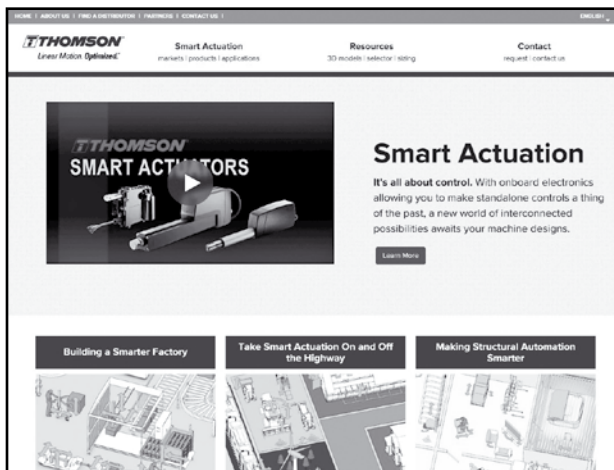 HOME | ABOUT US | FIND A DISTRIBUTOR | PARTNERS | CONTACT US |
ENGLISH
THOMSON
Linear Motion. Optimized.™
Smart Actuation
markets | products | applications
Resources
3D models | selector | sizing
Contact
request | contact us
THOMSON
SMART ACTUATORS
Smart Actuation
It's all about control. With onboard electronics
allowing you to make standalone controls a thing
of the past, a new world of interconnected
possibilities awaits your machine designs.
Learn More
Building a Smarter Factory
Take Smart Actuation On and Off
the Highway
Making Structural Automation
Smarter